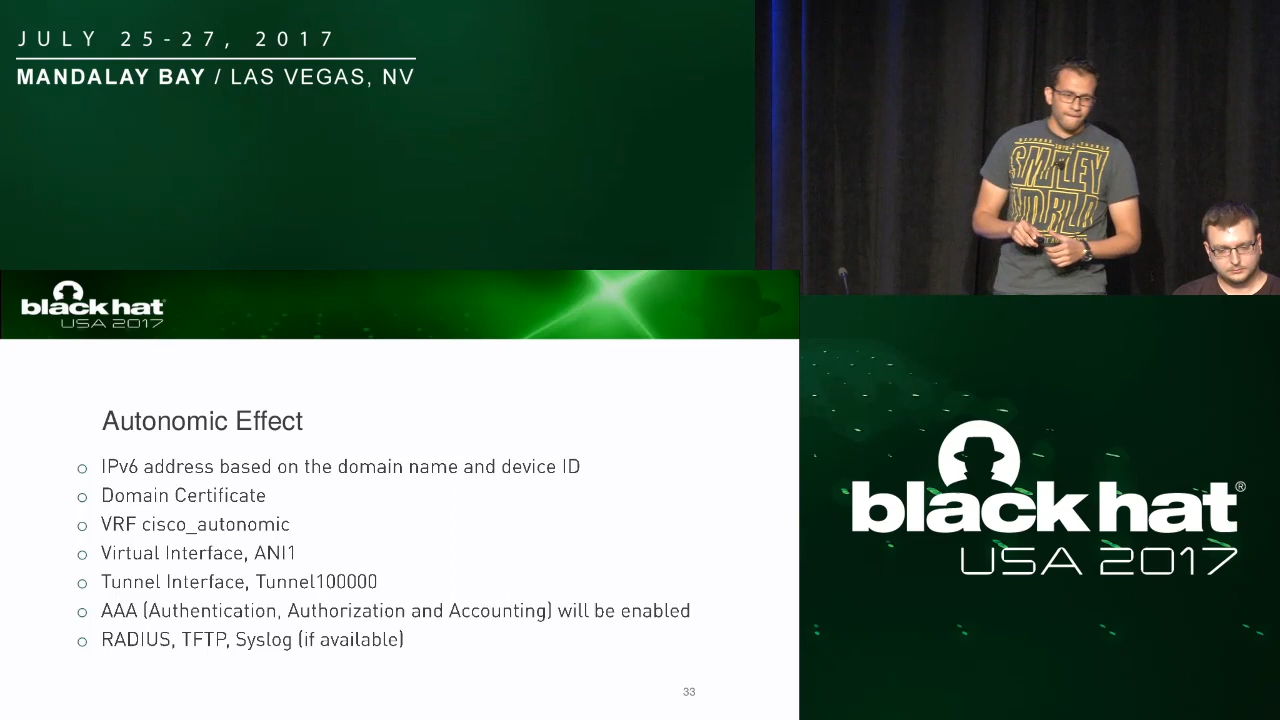 JULY 25-27, 2017
MANDALAY BAY / LAS VEGAS, NV
black hat
USA 2017
Autonomic Effect
IPv6 address based on the domain name and device ID
Domain Certificate
VRF cisco_autonomic
Virtual Interface, ANI1
Tunnel Interface, Tunnel100000
AAA (Authentication, Authorization and Accounting) will be enabled
RADIUS, TFTP, Syslog (if available)
33
SMILEY
black hat®
USA 2017